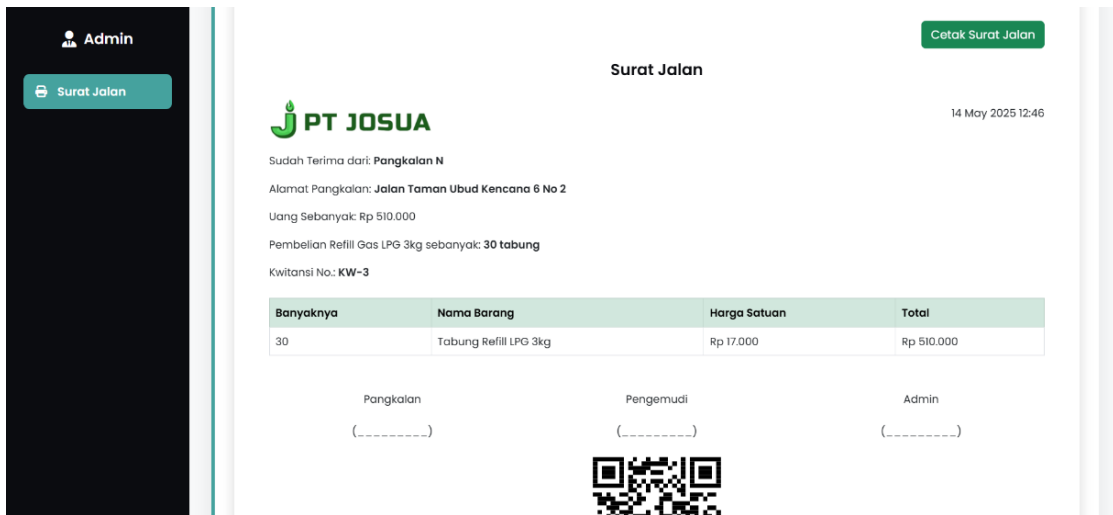 Admin
Cetak Surat Jalan
Surat Jalan
Surat Jalan
PT JOSUA
14 May 2025 12:46
Sudah Terima dari: Pangkalan N
Alamat Pangkalan: Jalan Taman Ubud Kencana 6 No 2
Uang Sebanyak: Rp 510.000
Pembelian Refill Gas LPG 3kg sebanyak: 30 tabung
Kwitansi No.: KW-3
Banyaknya Nama Barang Harga Satuan Total
30 Tabung Refill LPG 3kg Rp 17.000 Rp 510.000
Pangkalan Pengemudi Admin
(_________) (_________) (_________)